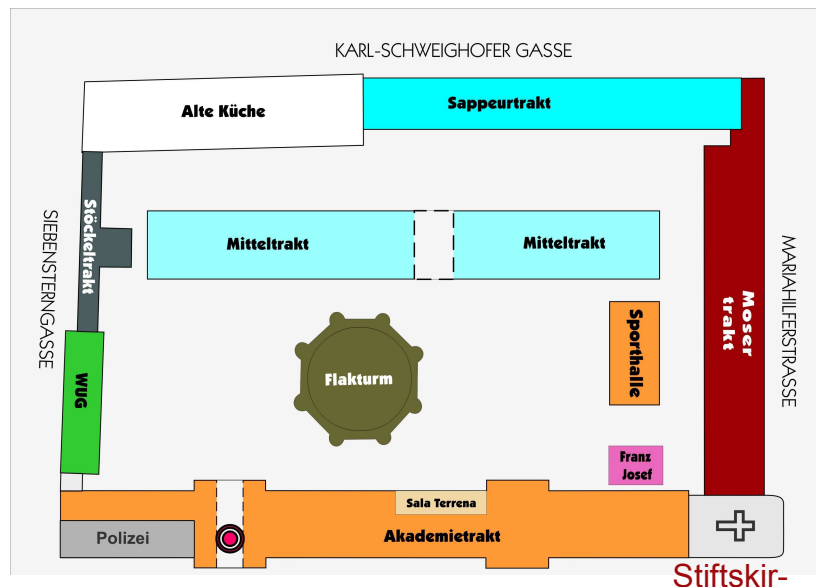 KARL-SCHWEIGHOFER GASSE
Alte Küche
Sappeurtrakt
SIEBENSTERNGASSE
Stöckeltrakt
Mitteltrakt
Mitteltrakt
MARIAHILFERSTRASSE
Moser
trakt
Sporthalle
Flakturm
WUG
Franz
Josef
Sala Terrena
Polizei
Akademietrakt
Stiftskir-